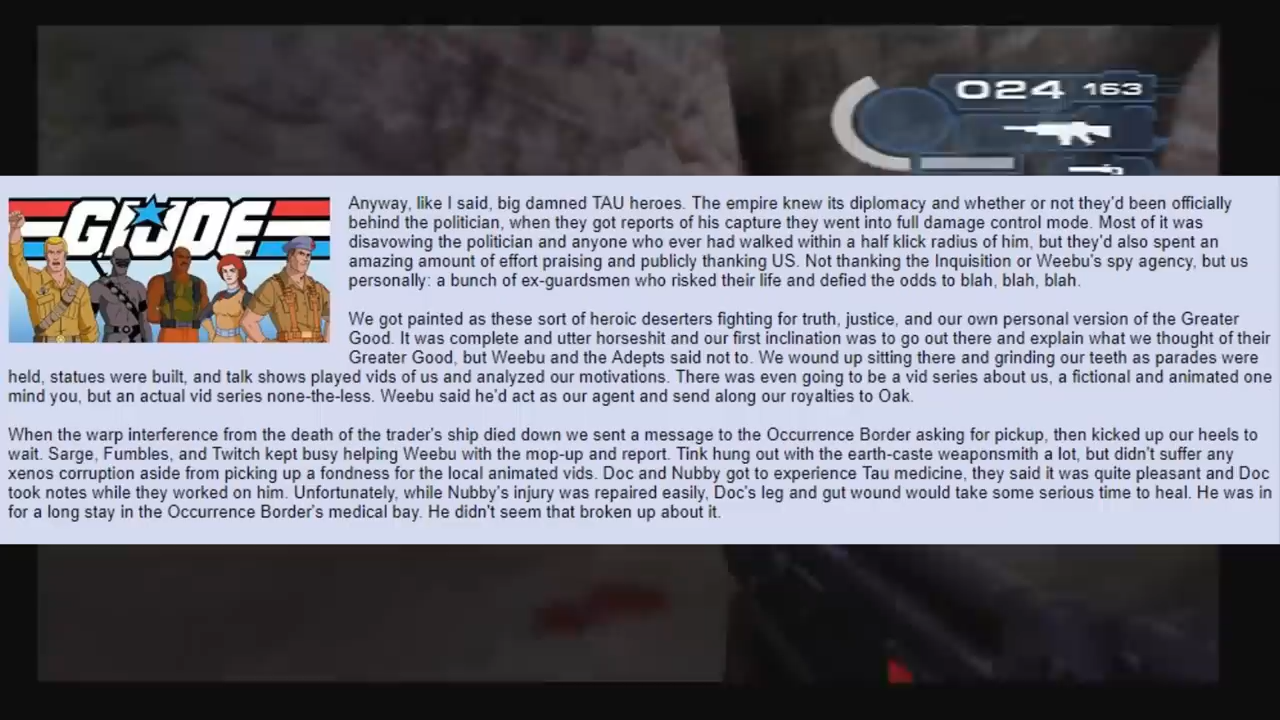 024 163
G.I. JOE
Anyway, like I said, big damned TAU heroes. The empire knew its diplomacy and whether or not they'd been officially
behind the politician, when they got reports of his capture they went into full damage control mode. Most of it was
disavowing the politician and anyone who ever had walked within a half klick radius of him, but they'd also spent an
amazing amount of effort praising and publicly thanking US. Not thanking the Inquisition or Weebu's spy agency, but us
personally: a bunch of ex-guardsmen who risked their life and defied the odds to blah, blah, blah.
We got painted as these sort of heroic deserters fighting for truth, justice, and our own personal version of the Greater
Good. It was complete and utter horseshit and our first inclination was to go out there and explain what we thought of their
Greater Good, but Weebu and the Adepts said not to. We wound up sitting there and grinding our teeth as parades were
held, statues were built, and talk shows played vids of us and analyzed our motivations. There was even going to be a vid series about us, a fictional and animated one
mind you, but an actual vid series none-the-less. Weebu said he'd act as our agent and send along our royalties to Oak.
When the warp interference from the death of the trader's ship died down we sent a message to the Occurrence Border asking for pickup, then kicked up our heels to
wait. Sarge, Fumbles, and Twitch kept busy helping Weebu with the mop-up and report. Tink hung out with the earth-caste weaponsmith a lot, but didn't suffer any
xenos corruption aside from picking up a fondness for the local animated vids. Doc and Nubby got to experience Tau medicine, they said it was quite pleasant and Doc
took notes while they worked on him. Unfortunately, while Nubby's injury was repaired easily, Doc's leg and gut wound would take some serious time to heal. He was in
for a long stay in the Occurrence Border's medical bay. He didn't seem that broken up about it.